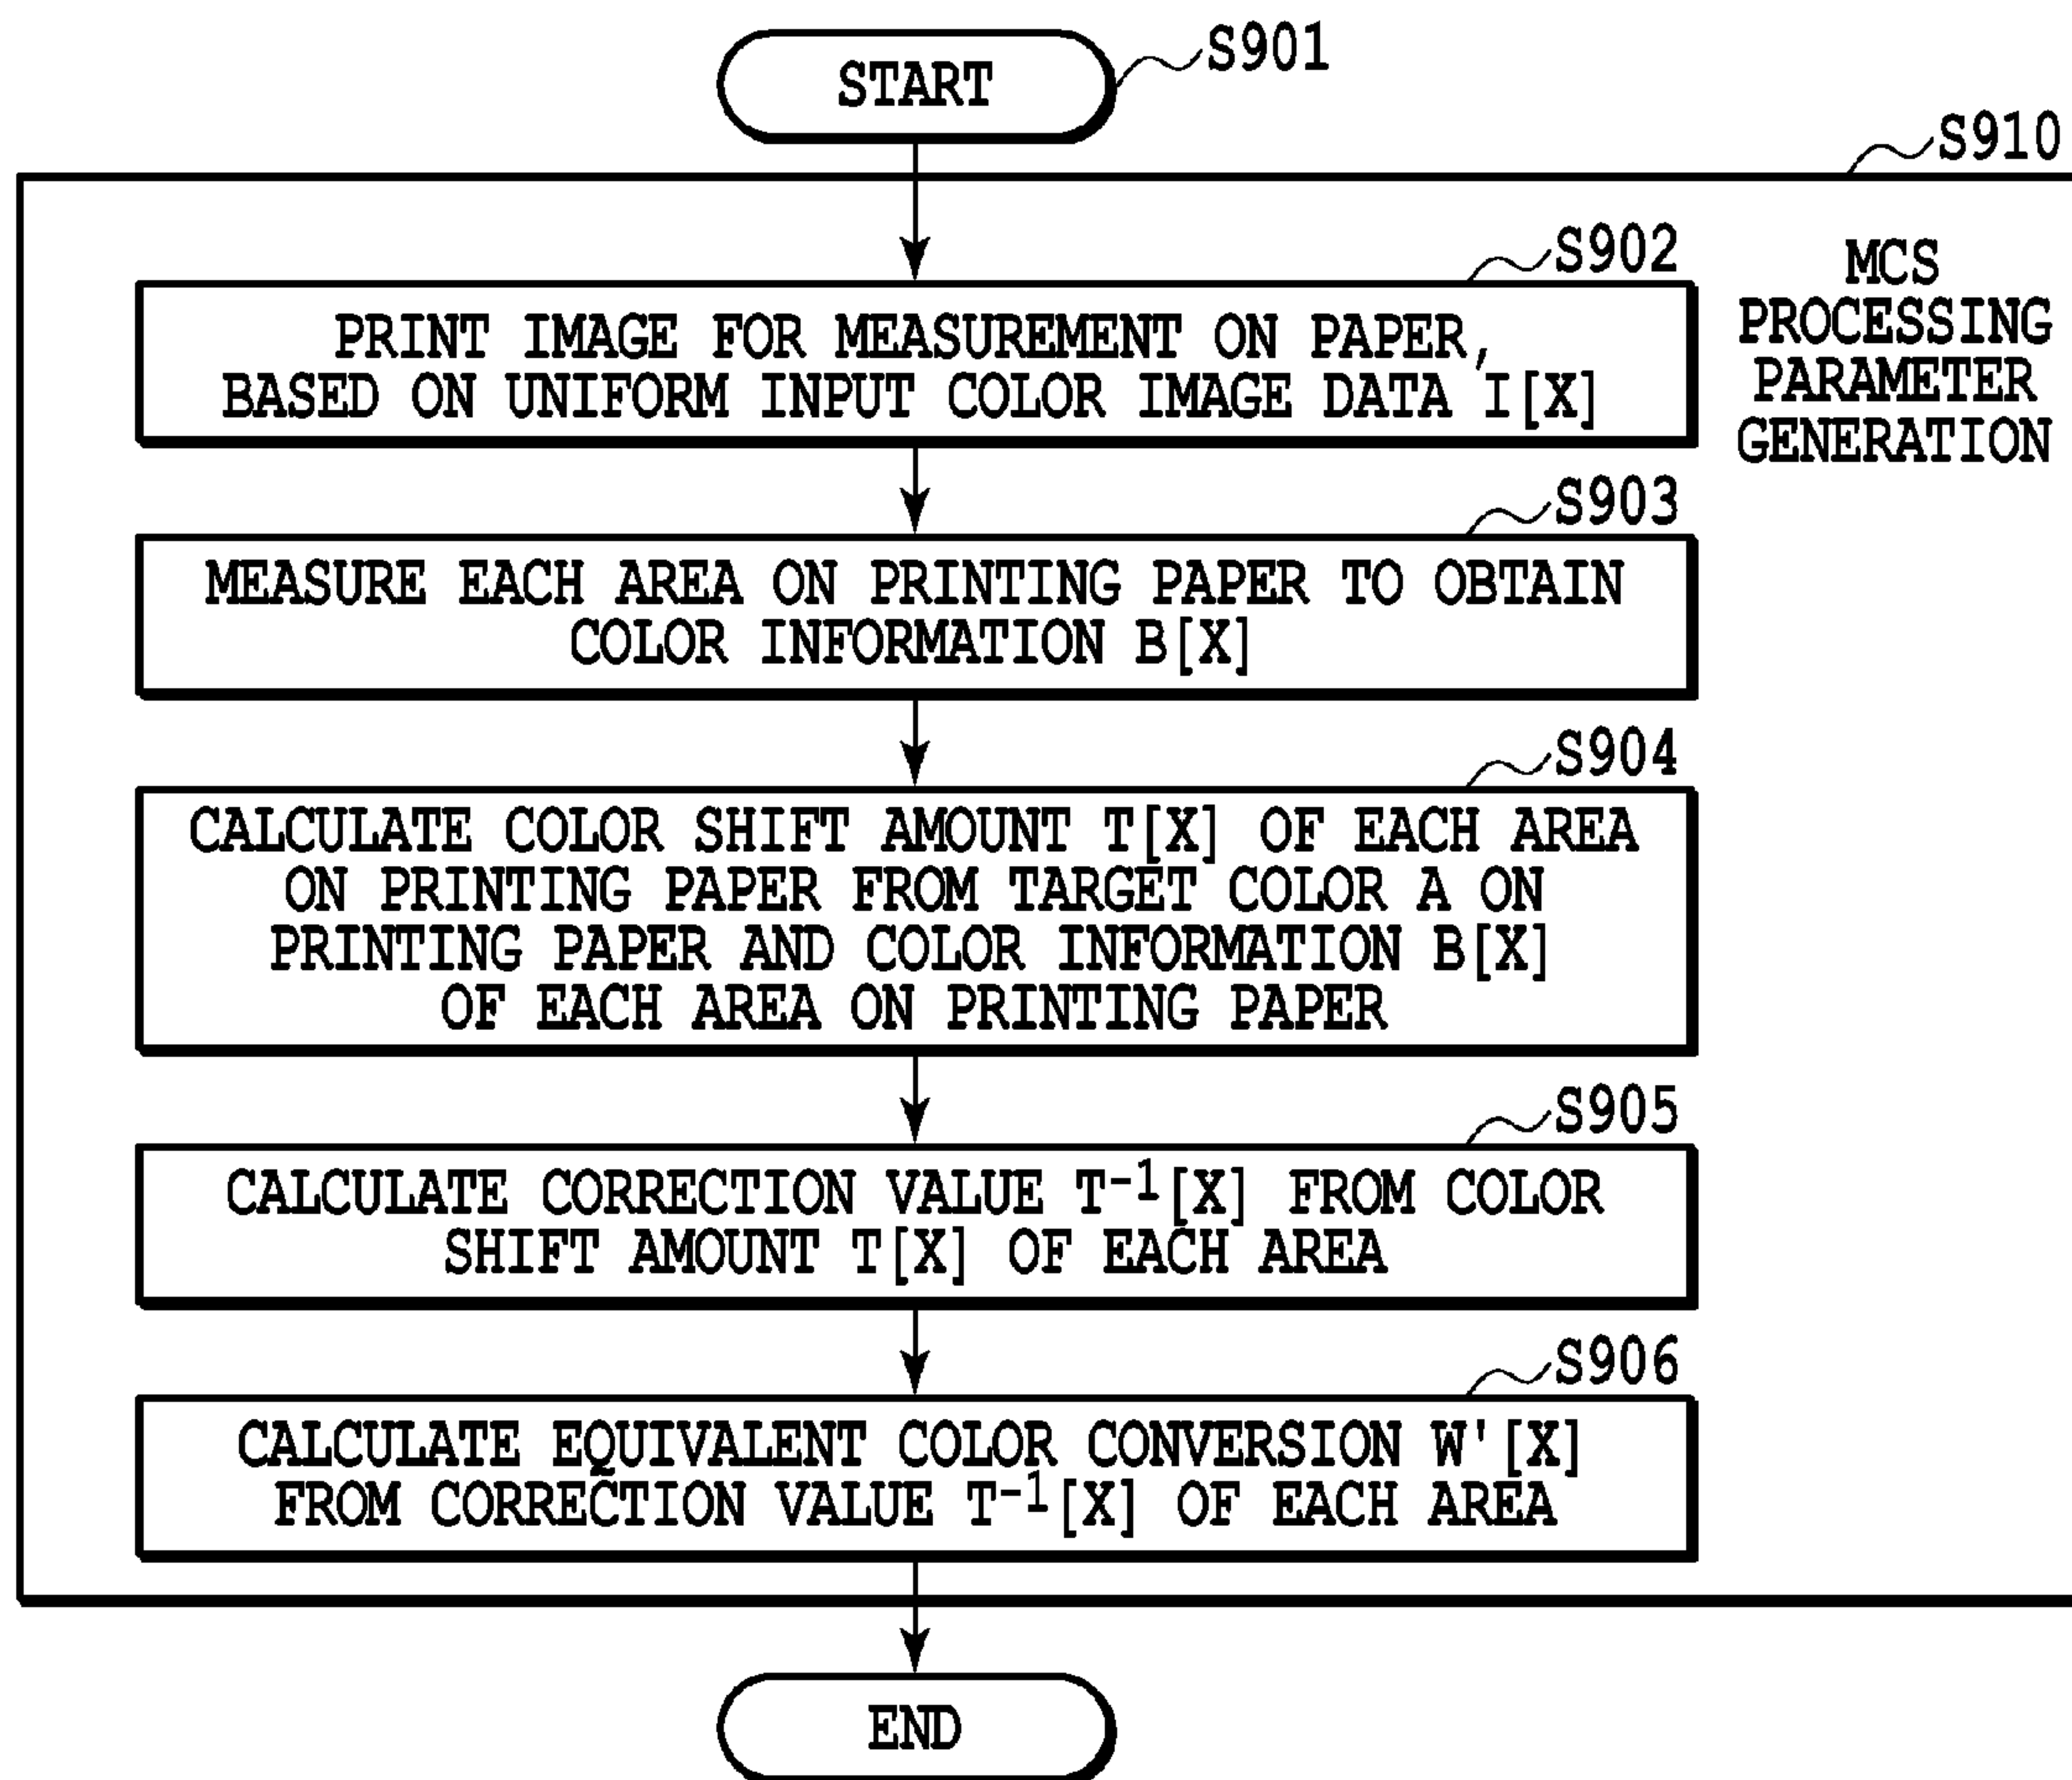 START
S901
S910
S902
MCS
PROCESSING
PARAMETER
GENERATION
PRINT IMAGE FOR MEASUREMENT ON PAPER,
BASED ON UNIFORM INPUT COLOR IMAGE DATA I[X]
S903
MEASURE EACH AREA ON PRINTING PAPER TO OBTAIN
COLOR INFORMATION B[X]
S904
CALCULATE COLOR SHIFT AMOUNT T[X] OF EACH AREA
ON PRINTING PAPER FROM TARGET COLOR A ON
PRINTING PAPER AND COLOR INFORMATION B[X]
OF EACH AREA ON PRINTING PAPER
S905
CALCULATE CORRECTION VALUE T⁻¹[X] FROM COLOR
SHIFT AMOUNT T[X] OF EACH AREA
S906
CALCULATE EQUIVALENT COLOR CONVERSION W'[X]
FROM CORRECTION VALUE T⁻¹[X] OF EACH AREA
END